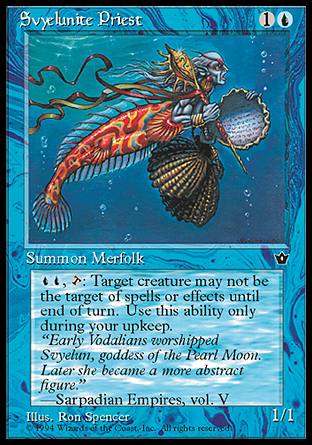 Svyelunite Priest 1
Summon Merfolk
, : Target creature may not be
the target of spells or effects until
end of turn. Use this ability only
during your upkeep.
"Early Vodalians worshipped
Svyelun, goddess of the Pearl Moon.
Later she became a more abstract
figure."
Sarpadian Empires, vol. V
Illus. Ron Spencer
1/1
©1994 Wizards of the Coast, Inc. All rights reserved.